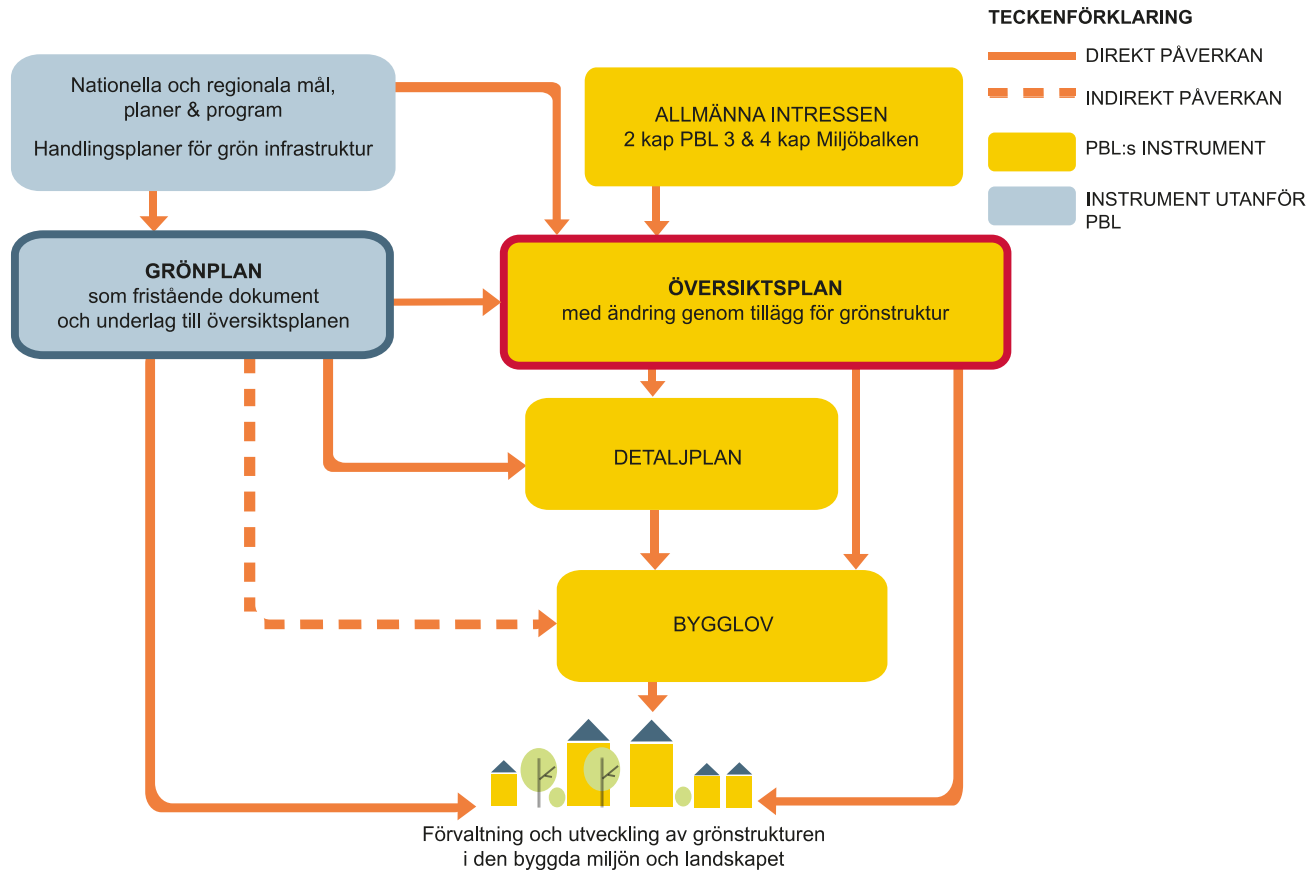 TECKENFÖRKLARING
DIREKT PÅVERKAN
INDIREKT PÅVERKAN
PBL:s INSTRUMENT
INSTRUMENT UTANFÖR
PBL
Nationella och regionala mål,
planer & program
Handlingsplaner för grön infrastruktur
ALLMÄNNA INTRESSEN
2 kap PBL 3 & 4 kap Miljöbalken
GRÖNPLAN
som fristående dokument
och underlag till översiktsplanen
ÖVERSIKTSPLAN
med ändring genom tillägg för grönstruktur
DETALJPLAN
BYGGLOV
Förvaltning och utveckling av grönstrukturen
i den byggda miljön och landskapet